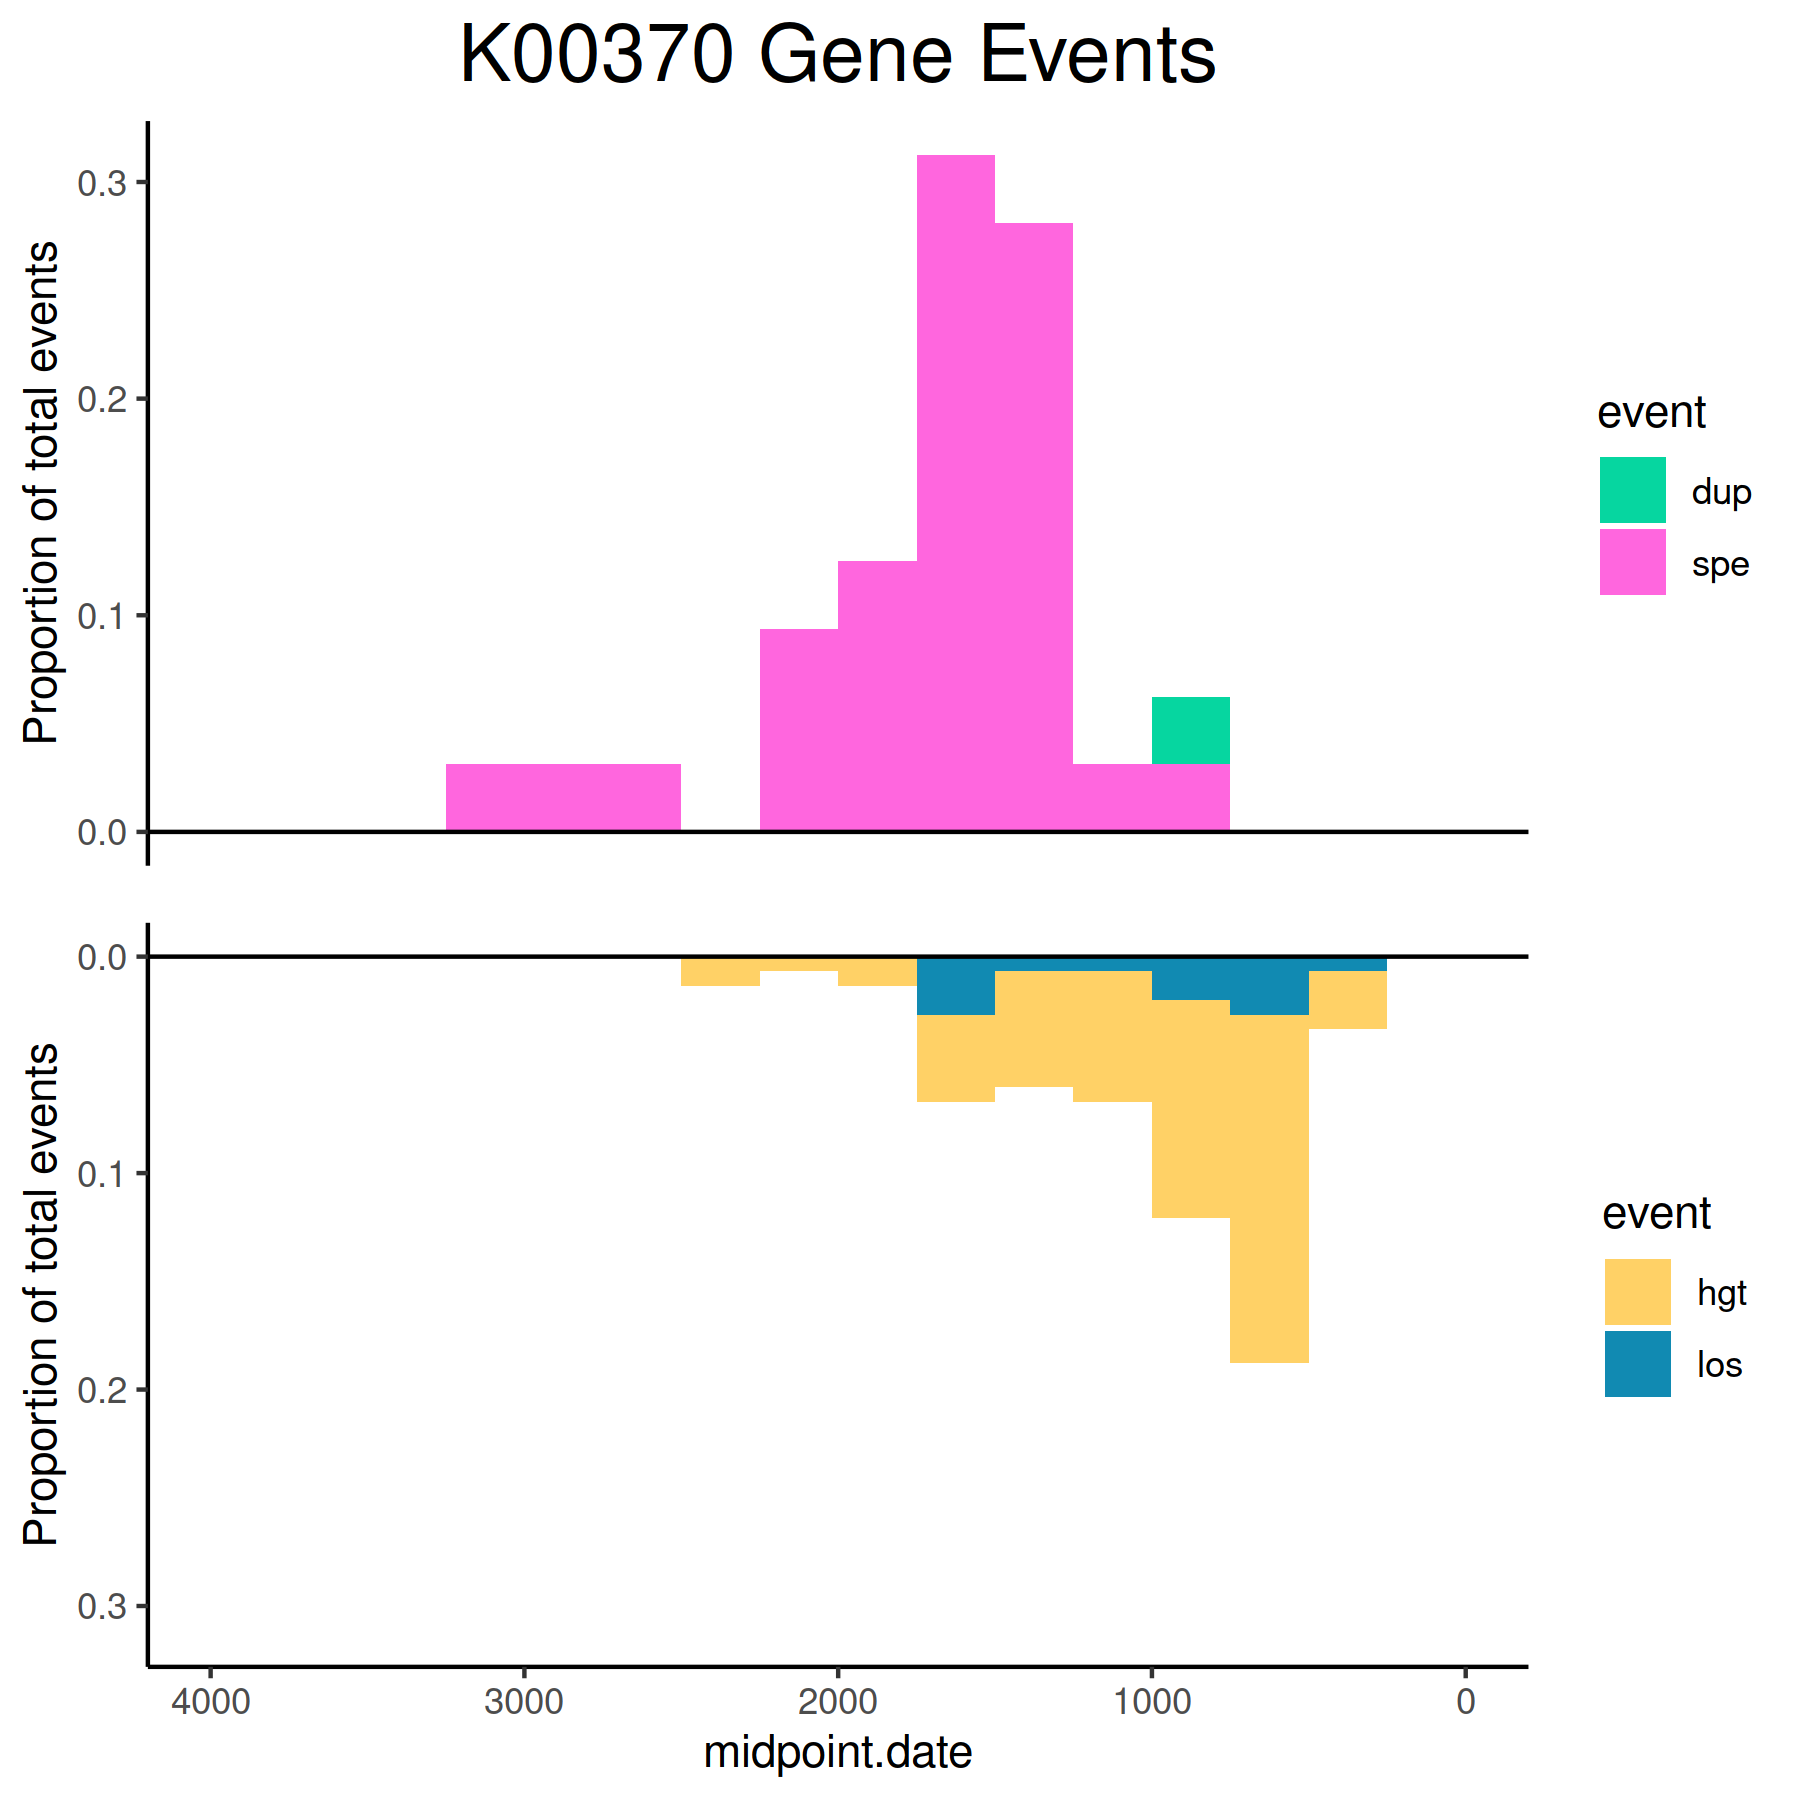 K00370 Gene Events
Proportion of total events
0.3
0.2
0.1
0.0
event
dup
spe
Proportion of total events
0.0
0.1
0.2
0.3
event
hgt
los
4000 3000 2000 1000 0
midpoint.date